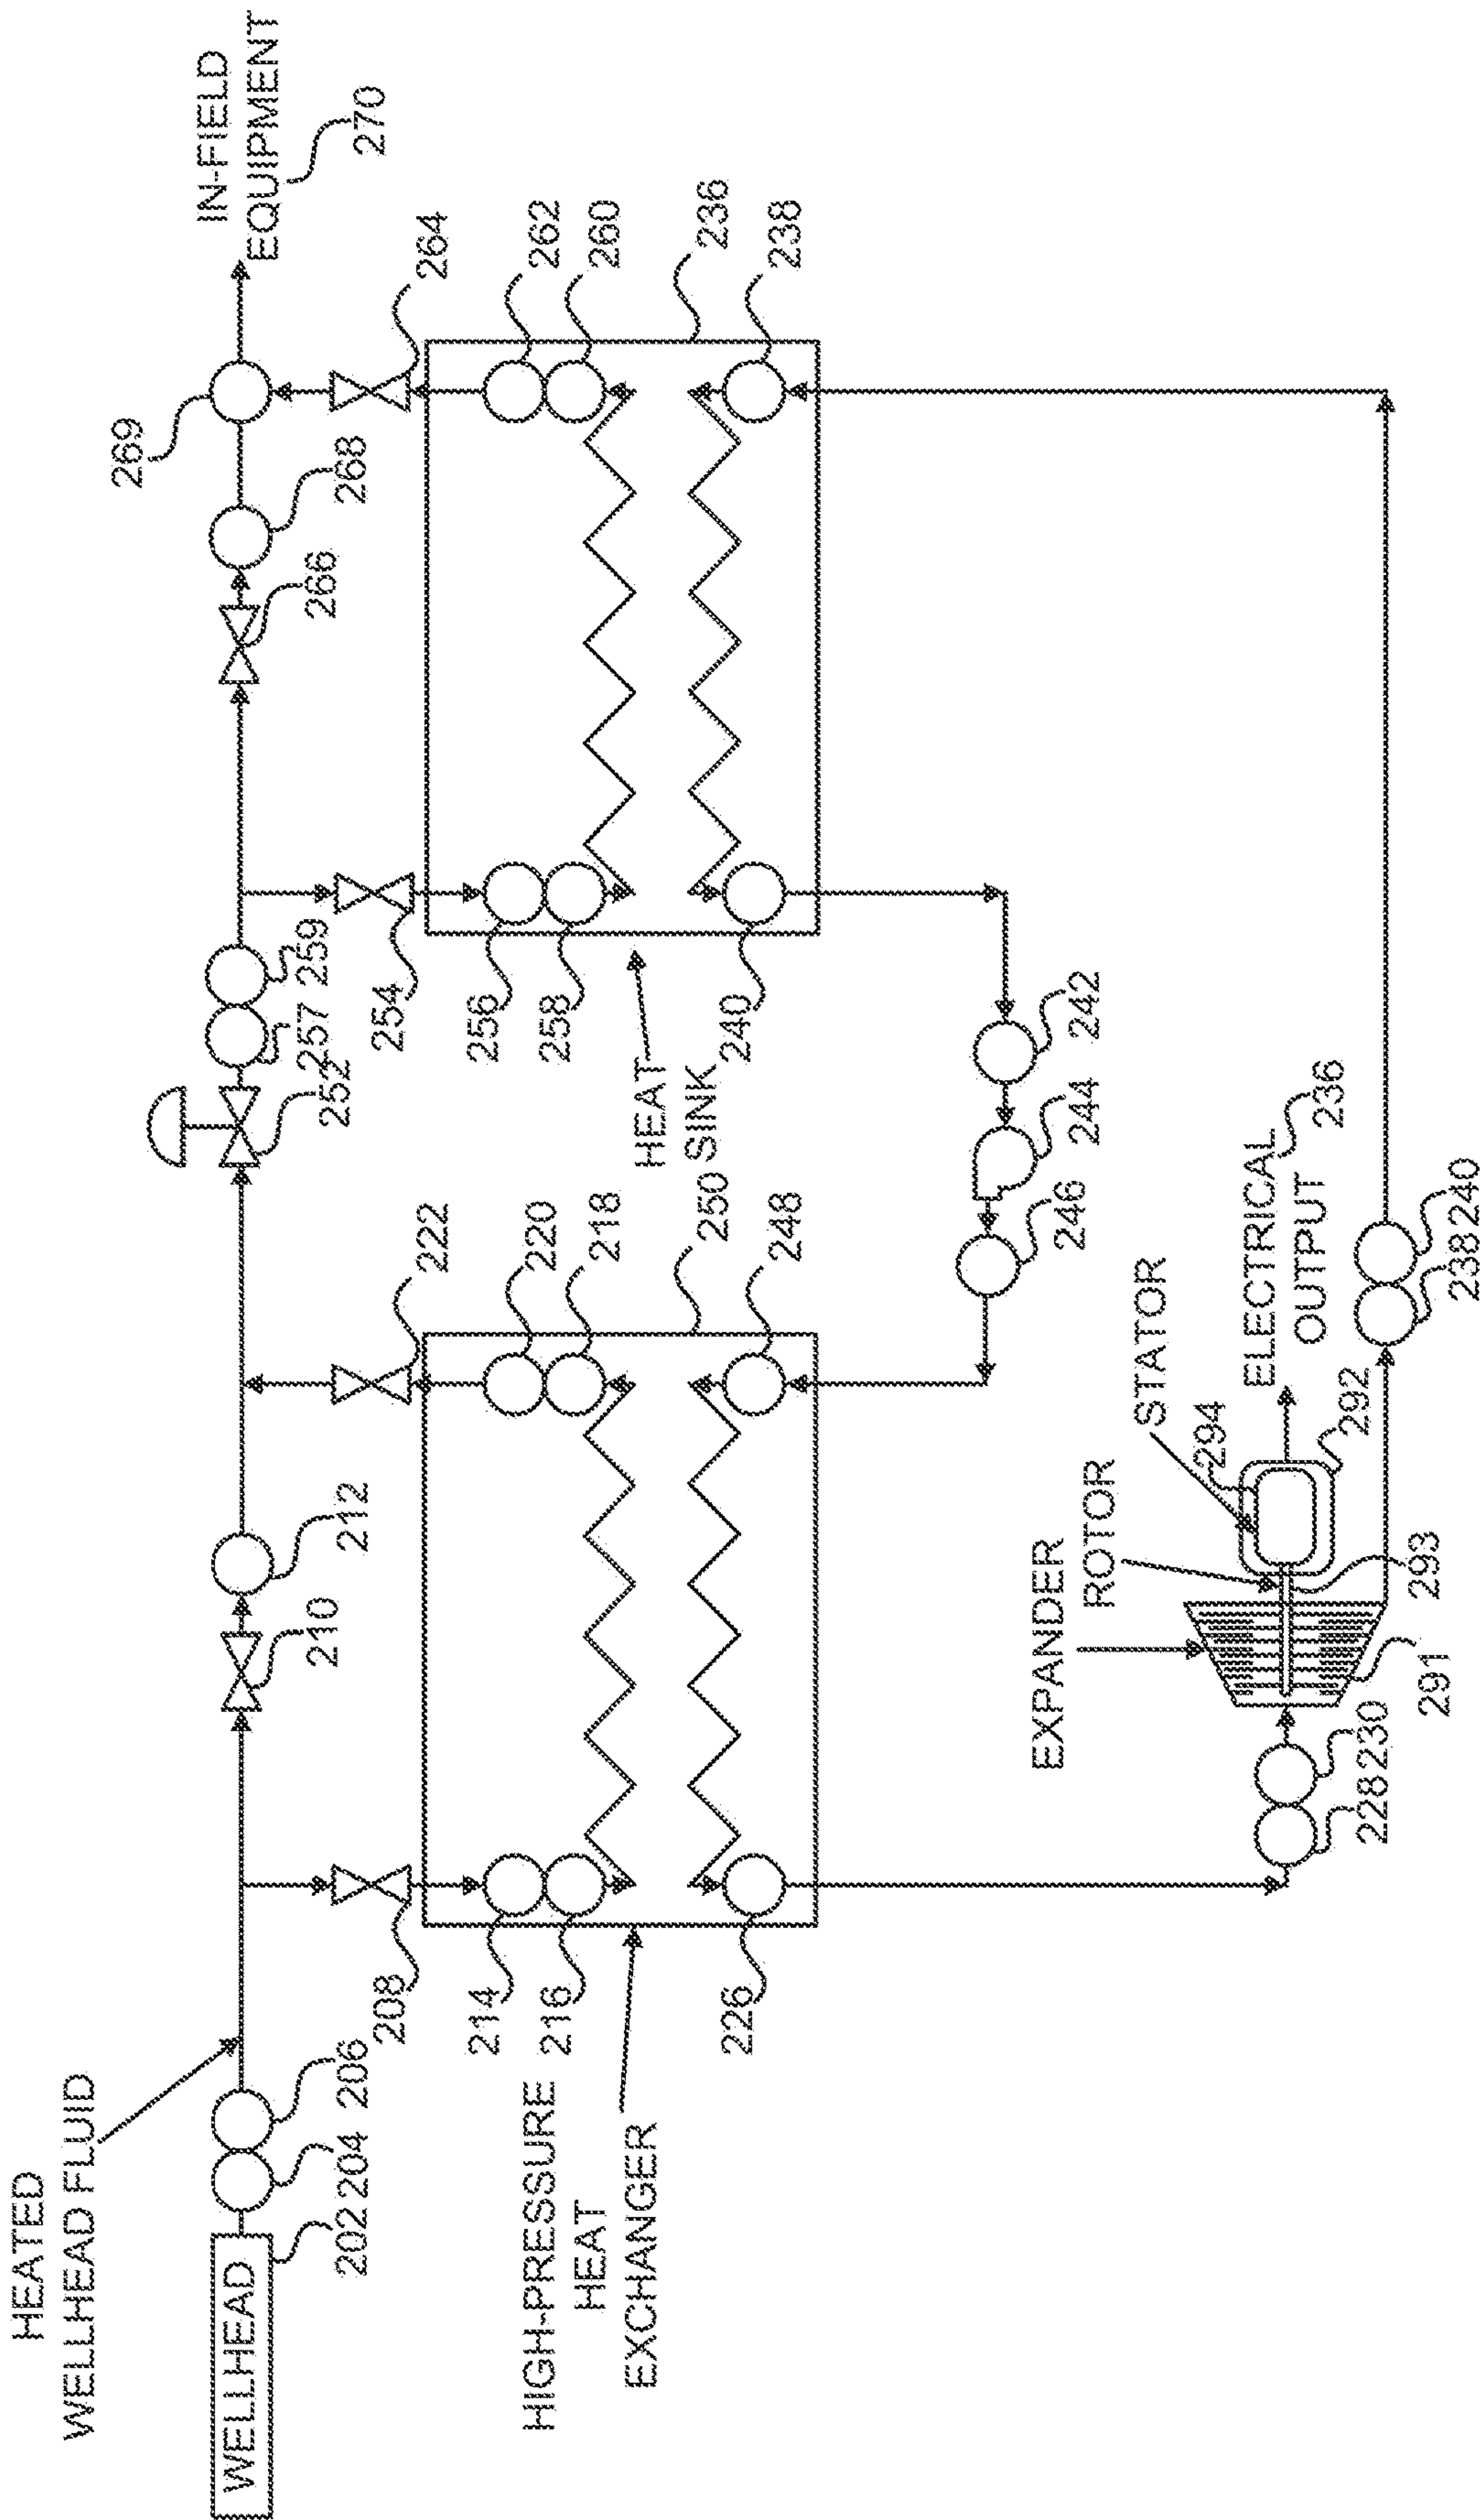 HEATED
WELLHEAD FLUID
WELLHEAD
202
204
206
208
210
212
HIGH-PRESSURE
HEAT
EXCHANGER
214
216
226
222
220
218
250
248
252
257
259
254
256
258
240
HEAT
SINK
266
268
269
264
262
260
236
238
IN-FIELD
EQUIPMENT
270
242
244
246
EXPANDER
ROTOR
STATOR
294
ELECTRICAL
OUTPUT
236
228
230
291
293
292
238
240